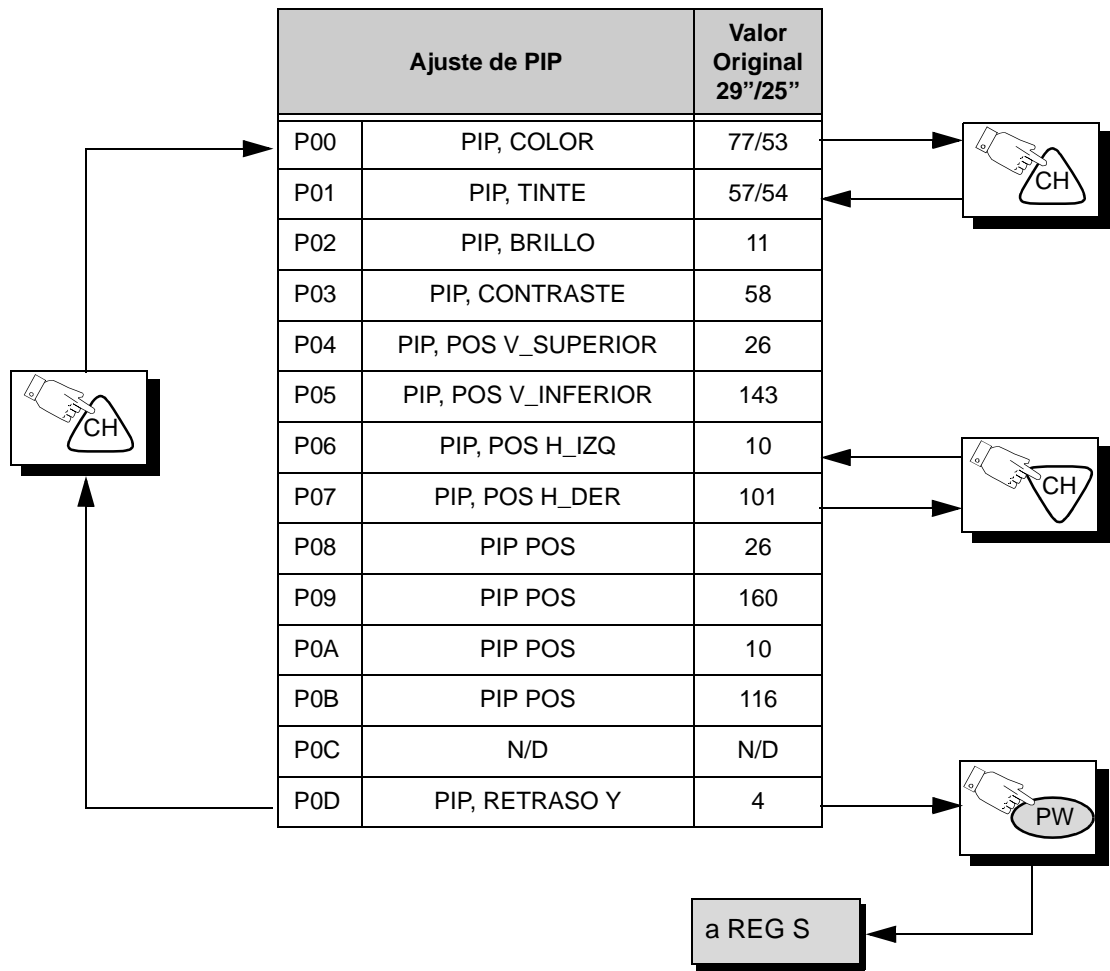 Ajuste de PIP
Valor
Original
29”/25”
P00 PIP, COLOR 77/53
P01 PIP, TINTE 57/54
P02 PIP, BRILLO 11
P03 PIP, CONTRASTE 58
P04 PIP, POS V_SUPERIOR 26
P05 PIP, POS V_INFERIOR 143
P06 PIP, POS H_IZQ 10
P07 PIP, POS H_DER 101
P08 PIP POS 26
P09 PIP POS 160
P0A PIP POS 10
P0B PIP POS 116
P0C N/D N/D
P0D PIP, RETRASO Y 4
CH
CH
CH
PW
a REG S